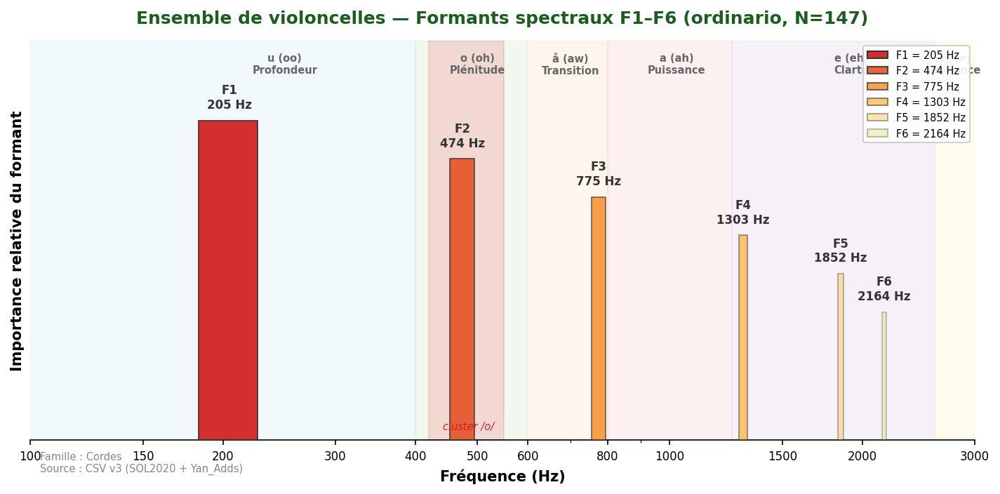 Ensemble de violoncelles — Formants spectraux F1–F6 (ordinario, N=147)
u (oo)
Profondeur
o (oh)
Plénitude
å (aw)
Transition
a (ah)
Puissance
e (eh
Clart
F1 = 205 Hz
F2 = 474 Hz
F3 = 775 Hz
F4 = 1303 Hz
F5 = 1852 Hz
F6 = 2164 Hz
F1
205 Hz
F2
474 Hz
F3
775 Hz
F4
1303 Hz
F5
1852 Hz
F6
2164 Hz
cluster /o/
Importance relative du formant
100 150 200 300 400 500 600 800 1000 1500 2000 3000
Famille : Cordes
Source : CSV v3 (SOL2020 + Yan_Adds)
Fréquence (Hz)